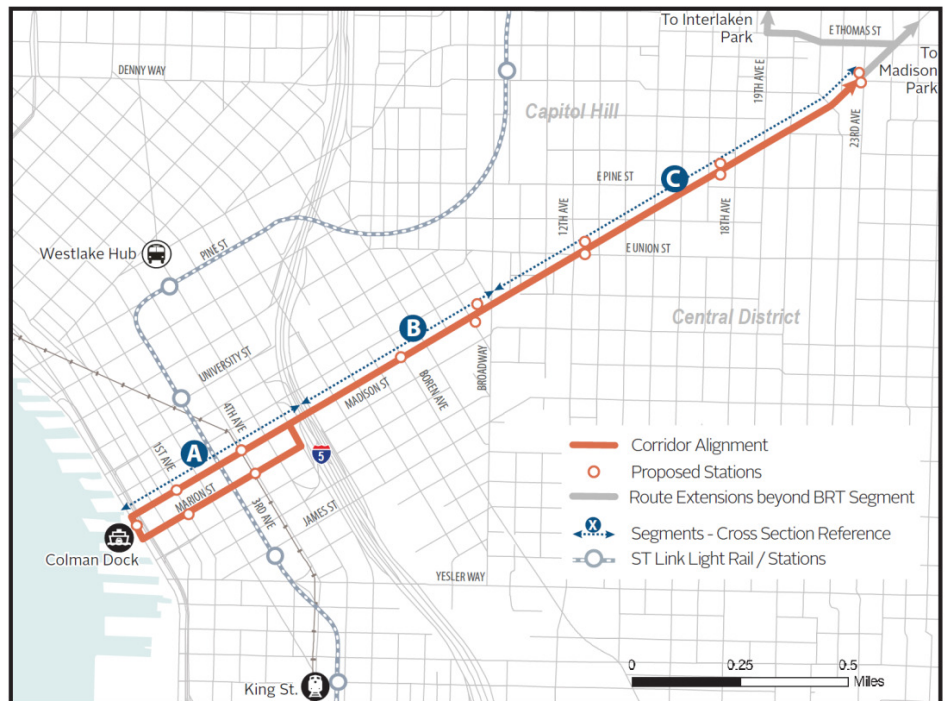 To Interlaken
Park
E THOMAS ST
To
Madison
Park
DENNY WAY
19TH AVE E
Capitol Hill
23RD AVE
C
E PINE ST
18TH AVE
12TH AVE
E UNION ST
Westlake Hub
PINE ST
Central District
B
UNIVERSITY ST
MADISON ST
BOREN AVE
BROADWAY
4TH AVE
A
1ST AVE
5
MARION ST
3RD AVE
JAMES ST
Colman Dock
YESLER WAY
King St.
Corridor Alignment
Proposed Stations
Route Extensions beyond BRT Segment
X
Segments - Cross Section Reference
ST Link Light Rail / Stations
0 0.25 0.5
Miles